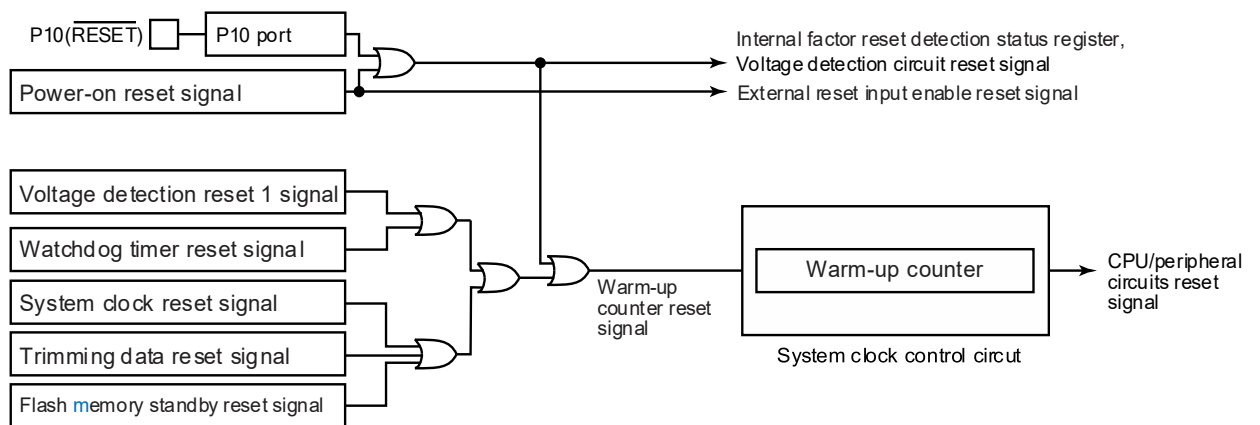 P10(RESET)
P10 port
Power-on reset signal
Internal factor reset detection status register,
Voltage detection circuit reset signal
External reset input enable reset signal
Voltage detection reset 1 signal
Watchdog timer reset signal
System clock reset signal
Trimming data reset signal
Flash memory standby reset signal
Warm-up
counter reset
signal
Warm-up counter
System clock control circut
CPU/peripheral
circuits reset
signal